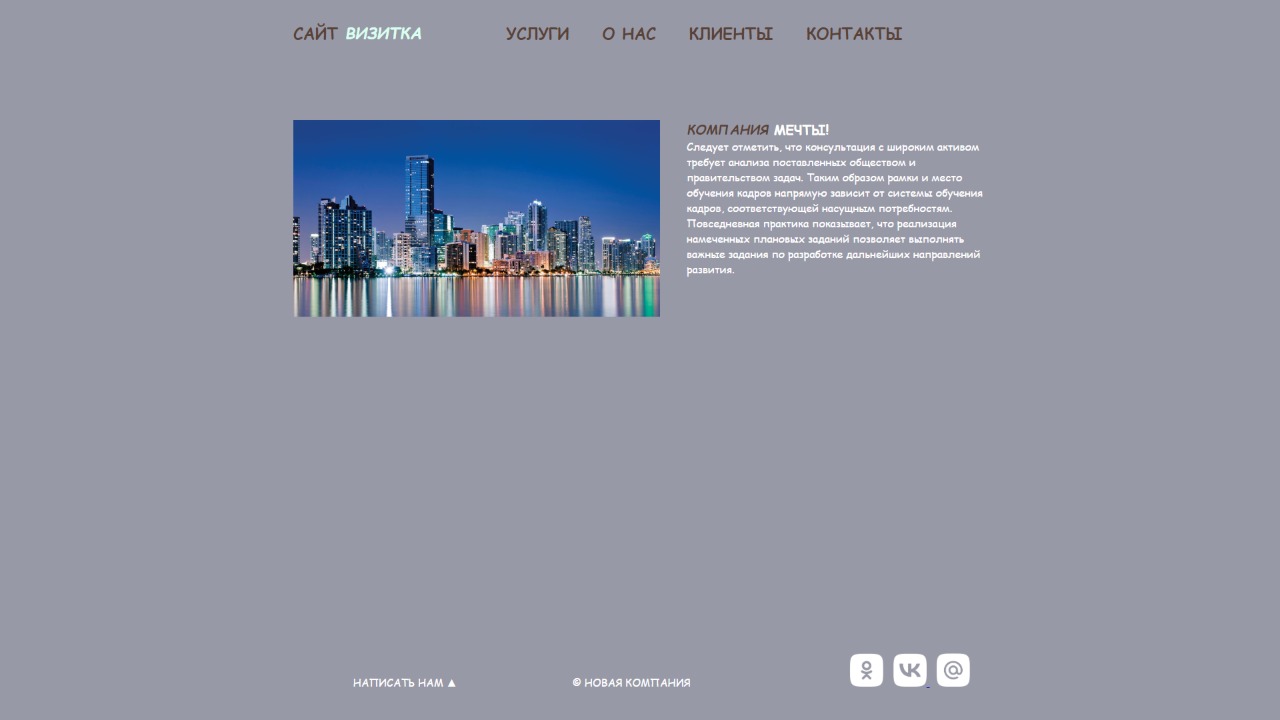 САЙТ ВИЗИТКА УСЛУГИ О НАС КЛИЕНТЫ КОНТАКТЫ
КОМПАНИЯ МЕЧТЫ!
Следует отметить, что консультация с широким активом
требует анализа поставленных обществом и
правительством задач. Таким образом рамки и место
обучения кадров напрямую зависит от системы обучения
кадров, соответствующей насущным потребностям.
Повседневная практика показывает, что реализация
намеченных плановых заданий позволяет выполнять
важные задания по разработке дальнейших направлений
развития.
НАПИСАТЬ НАМ ▲ © НОВАЯ КОМПАНИЯ